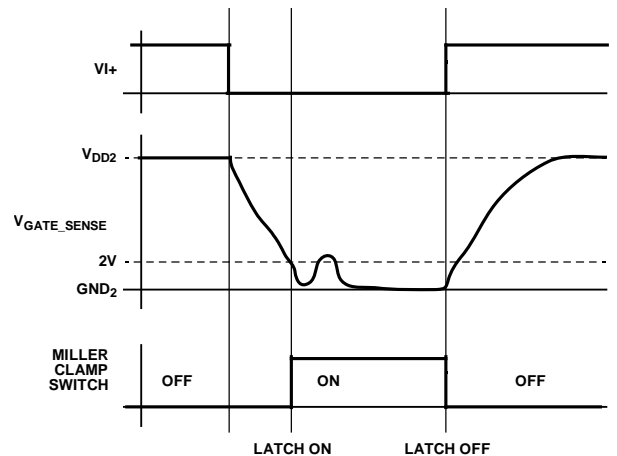 VI+
VDD2
VGATE_SENSE
2V
GND2
MILLER
CLAMP
SWITCH
OFF
ON
OFF
LATCH ON
LATCH OFF